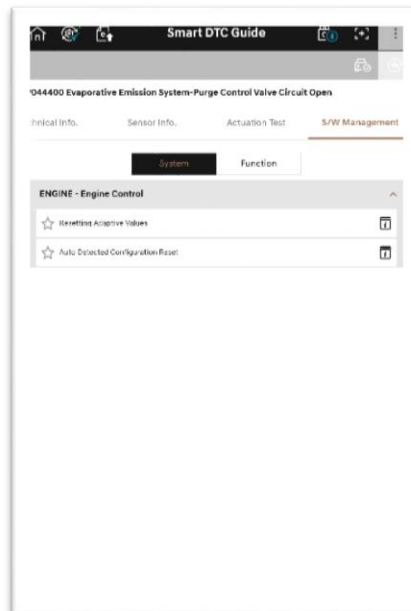 Smart DTC Guide
044400 Evaporative Emission System-Purge Control Valve Circuit Open
hnical Info. Sensor Info. Actuation Test S/W Management
System Function
ENGINE - Engine Control
Resetting Adaptive Values
Auto Detected Configuration Reset